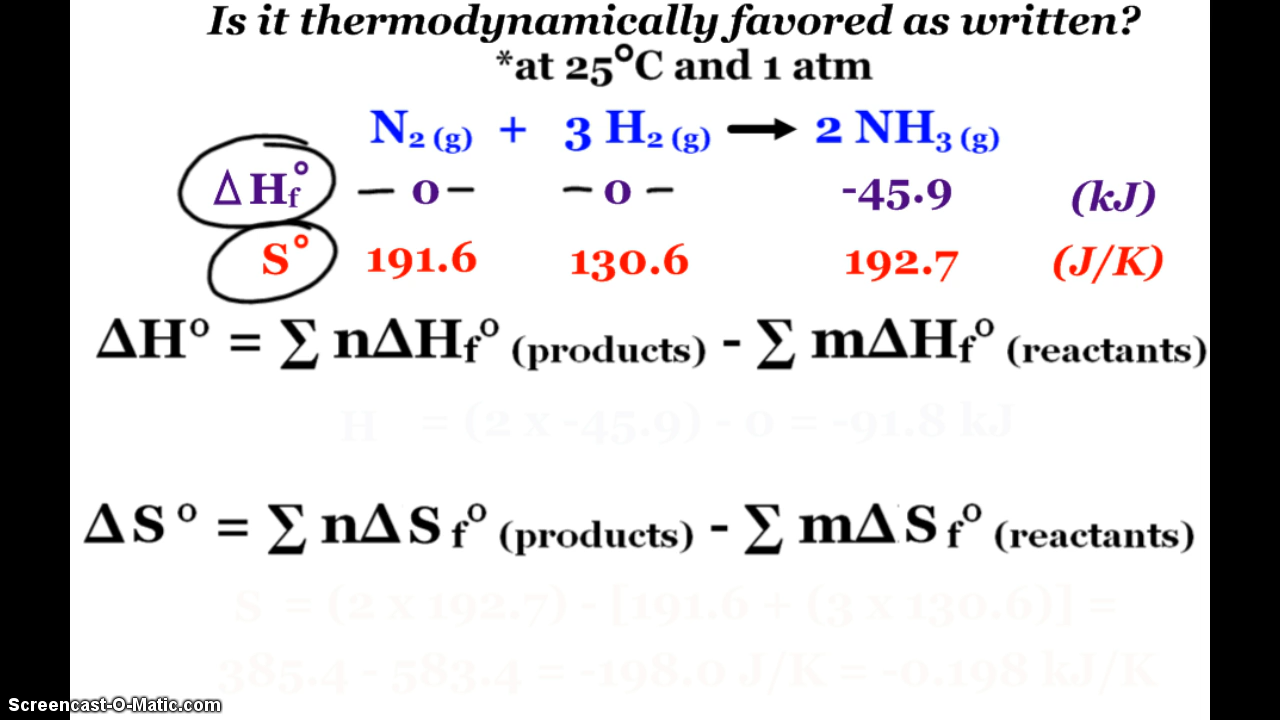 Is it thermodynamically favored as written?
*at 25°C and 1 atm
N2 (g) + 3 H2 (g) → 2 NH3 (g)
ΔHf° – 0 – – 0 – -45.9 (kJ)
S° 191.6 130.6 192.7 (J/K)
ΔH° = ∑ nΔHf° (products) - ∑ mΔHf° (reactants)
H = (2 x -45.9) - 0 = -91.8 kJ
ΔS° = ∑ nΔSf° (products) - ∑ mΔSf° (reactants)
S = (2 x 192.7) - [191.6 + (3 x 130.6)] =
385.4 - 583.4 = -198.0 J/K = -0.198 kJ/K
Screencast-O-Matic.com